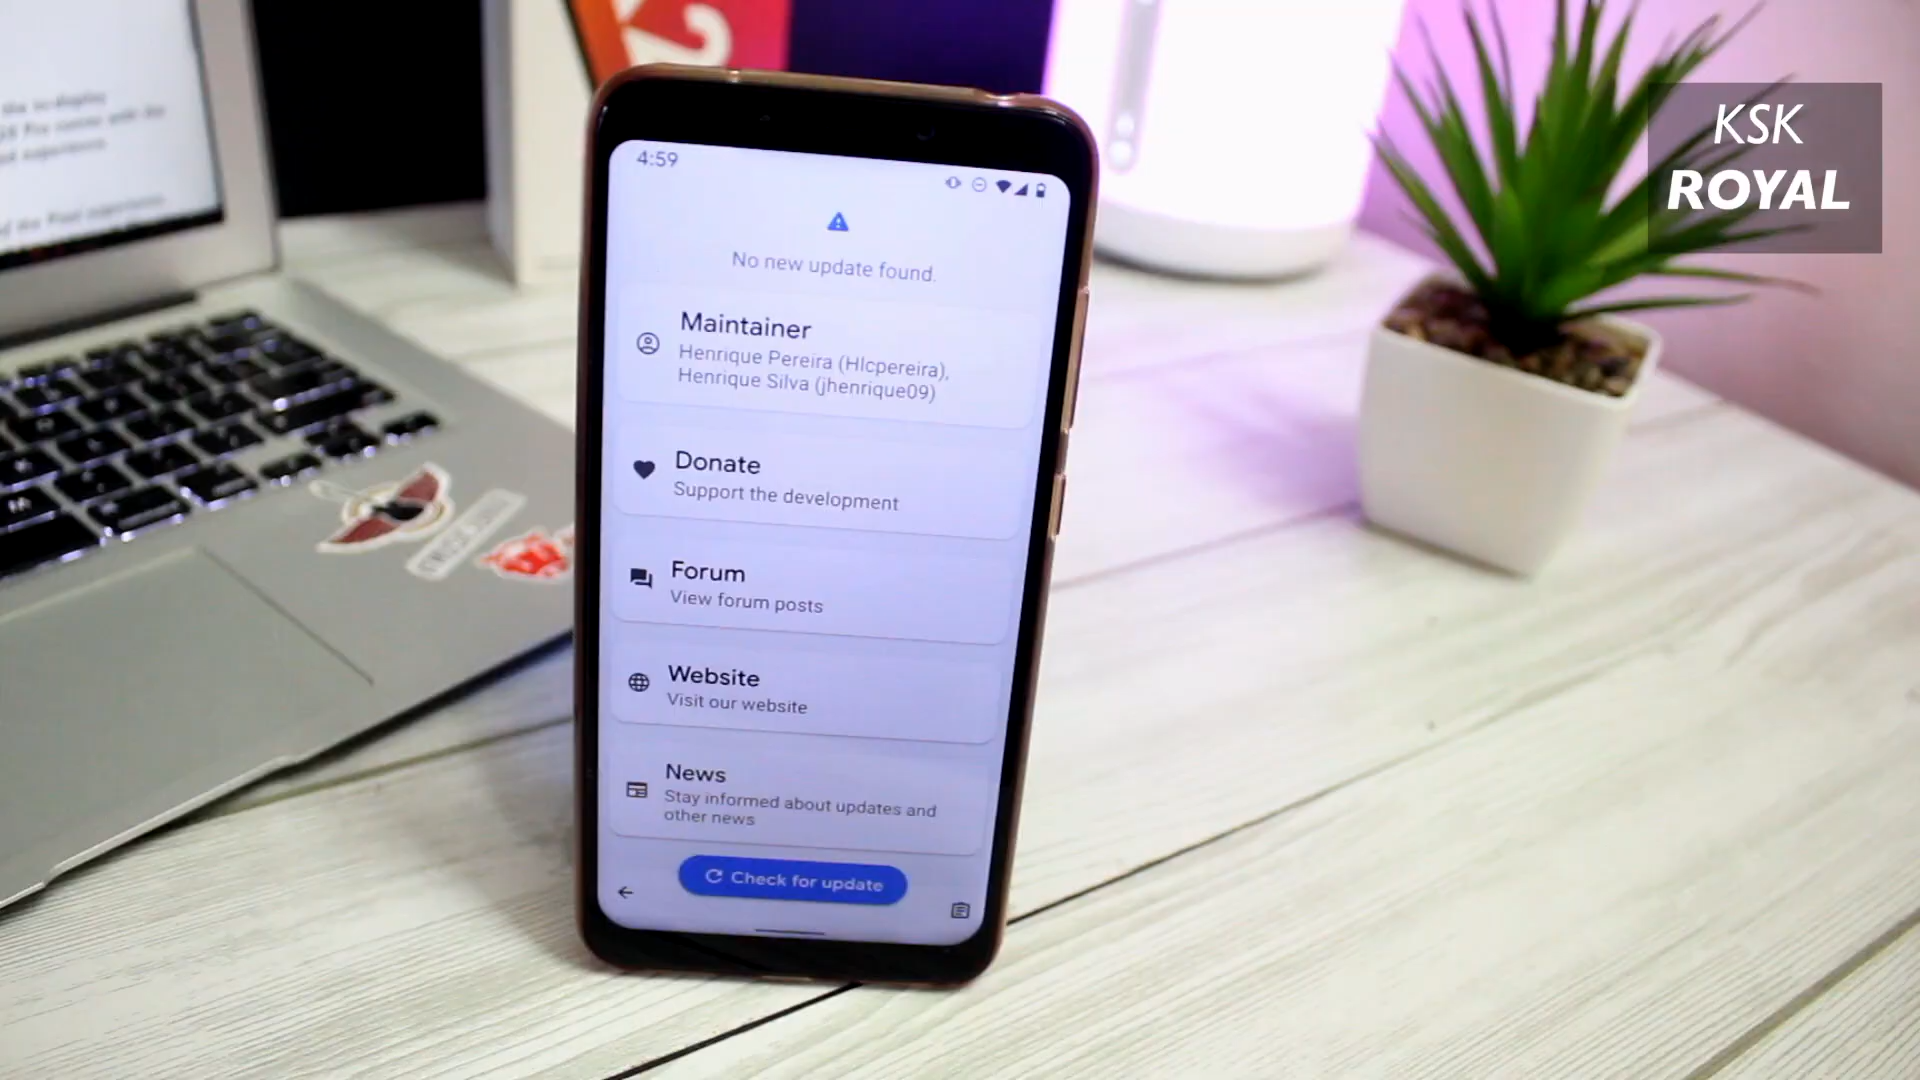 KSK
ROYAL
4:59
No new update found.
Maintainer
Henrique Pereira (Hlcpereira),
Henrique Silva (jhenrique09)
Donate
Support the development
Forum
View forum posts
Website
Visit our website
News
Stay informed about updates and
other news
Check for update